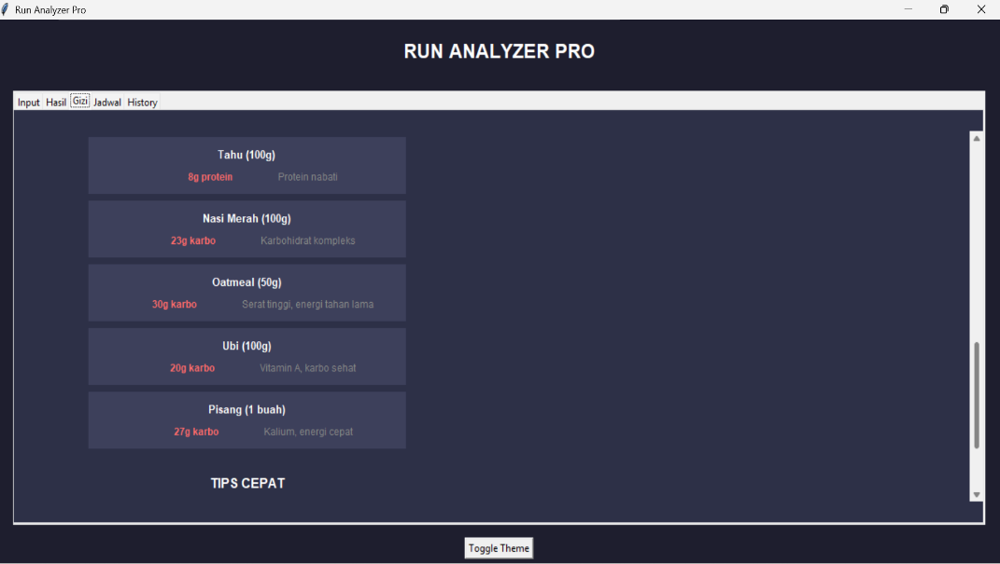 Run Analyzer Pro
RUN ANALYZER PRO
Input Hasil Gizi Jadwal History
Tahu (100g)
8g protein Protein nabati
Nasi Merah (100g)
23g karbo Karbohidrat kompleks
Oatmeal (50g)
30g karbo Serat tinggi, energi tahan lama
Ubi (100g)
20g karbo Vitamin A, karbo sehat
Pisang (1 buah)
27g karbo Kalium, energi cepat
TIPS CEPAT
Toggle Theme